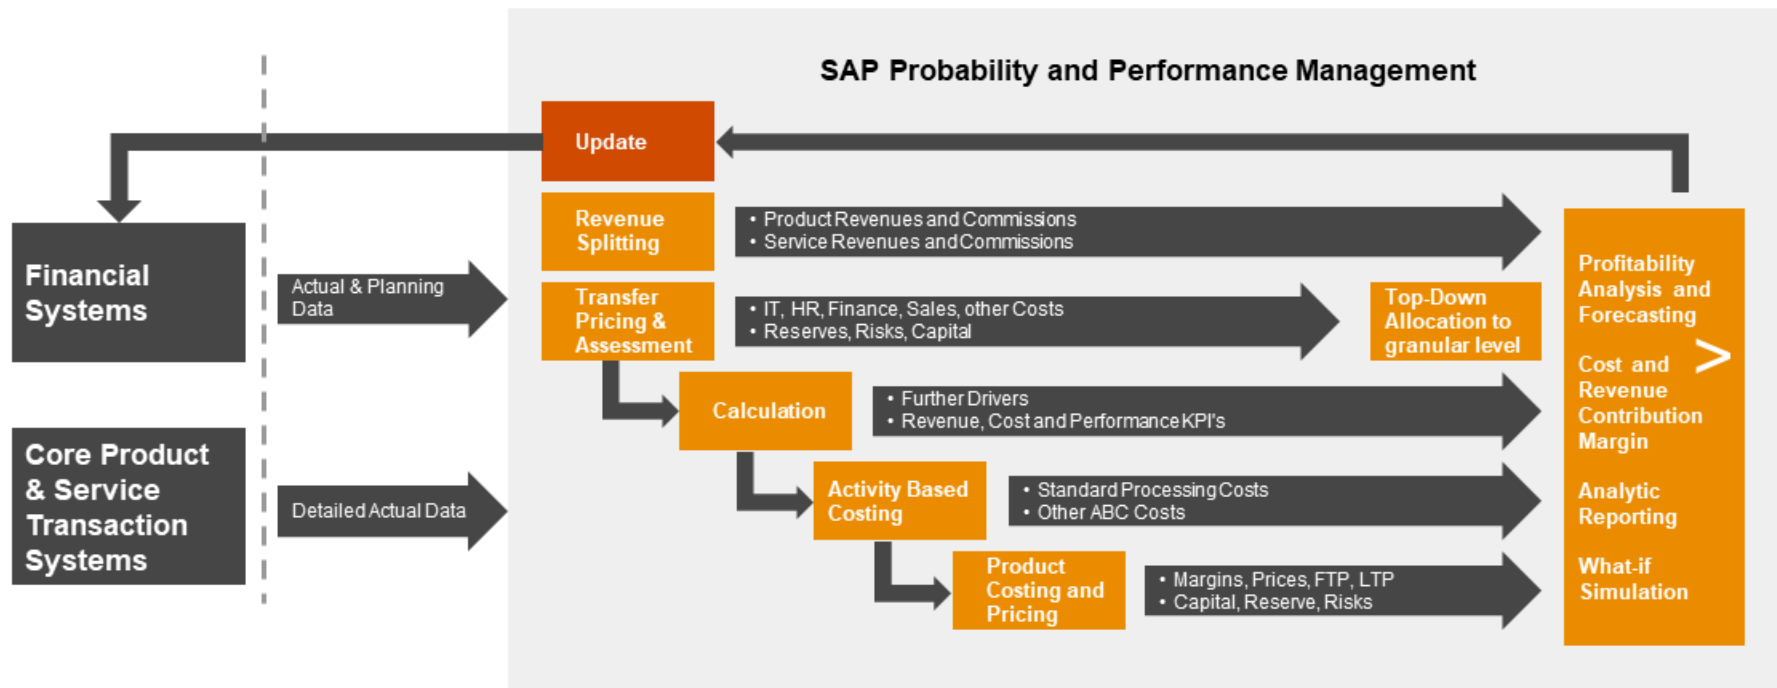 SAP Probability and Performance Management
Update
Revenue
Splitting
• Product Revenues and Commissions
• Service Revenues and Commissions
Financial
Systems
Actual & Planning
Data
Transfer
Pricing &
Assessment
• IT, HR, Finance, Sales, other Costs
• Reserves, Risks, Capital
Top-Down
Allocation to
granular level
Calculation
• Further Drivers
• Revenue, Cost and Performance KPI's
Core Product
& Service
Transaction
Systems
Detailed Actual Data
Activity Based
Costing
• Standard Processing Costs
• Other ABC Costs
Product
Costing and
Pricing
• Margins, Prices, FTP, LTP
• Capital, Reserve, Risks
Profitability
Analysis and
Forecasting
>
Cost and
Revenue
Contribution
Margin
Analytic
Reporting
What-if
Simulation